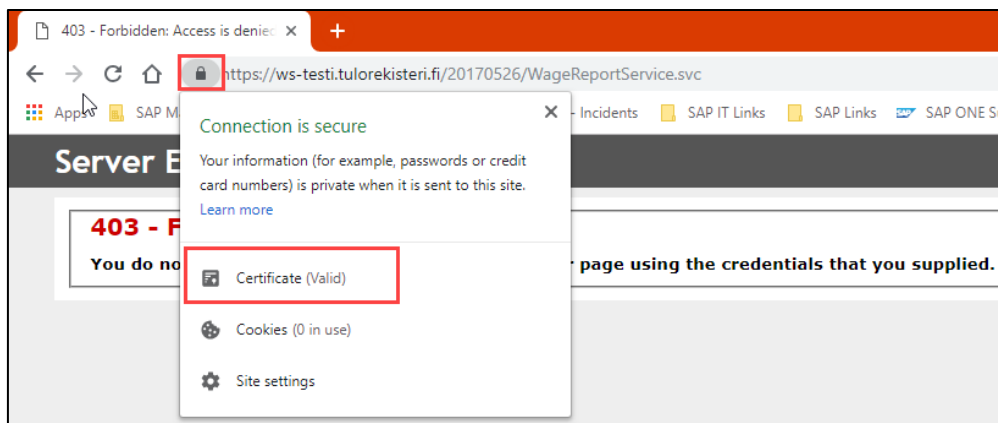 403 - Forbidden: Access is denied
https://ws-testi.tulorekisteri.fi/20170526/WageReportService.svc
Apps SAP M - Incidents SAP IT Links SAP Links SAP ONE S
Connection is secure
Your information (for example, passwords or credit
card numbers) is private when it is sent to this site.
Learn more
Server E
403 - F
You do no r page using the credentials that you supplied.
Certificate (Valid)
Cookies (0 in use)
Site settings